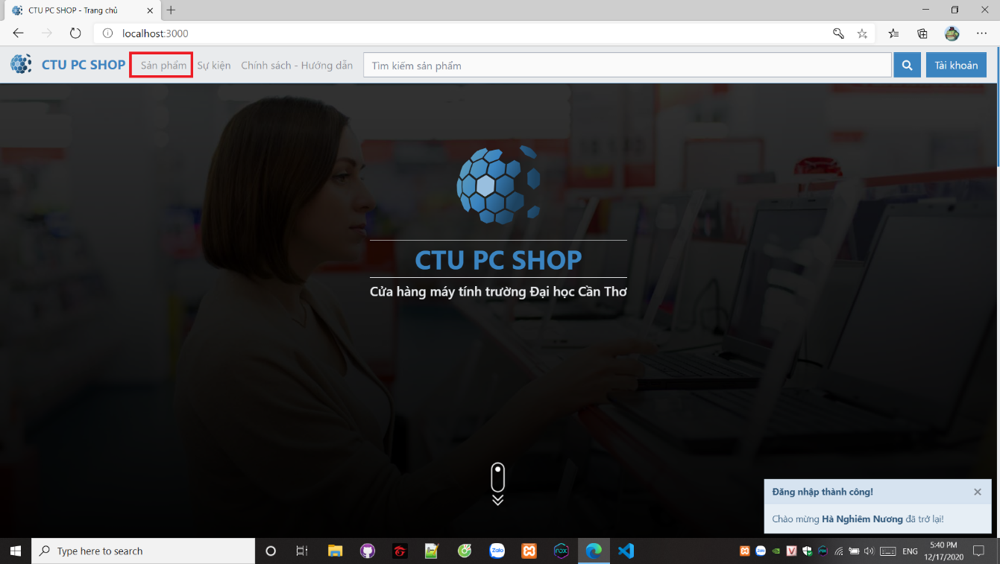 CTU PC SHOP - Trang chủ
localhost:3000
CTU PC SHOP Sản phẩm Sự kiện Chính sách - Hướng dẫn Tìm kiếm sản phẩm Tài khoản
CTU PC SHOP
Cửa hàng máy tính trường Đại học Cần Thơ
Đăng nhập thành công!
Chào mừng Hà Nghiêm Nương đã trở lại!
Type here to search
Zalo
ENG
5:40 PM
12/17/2020